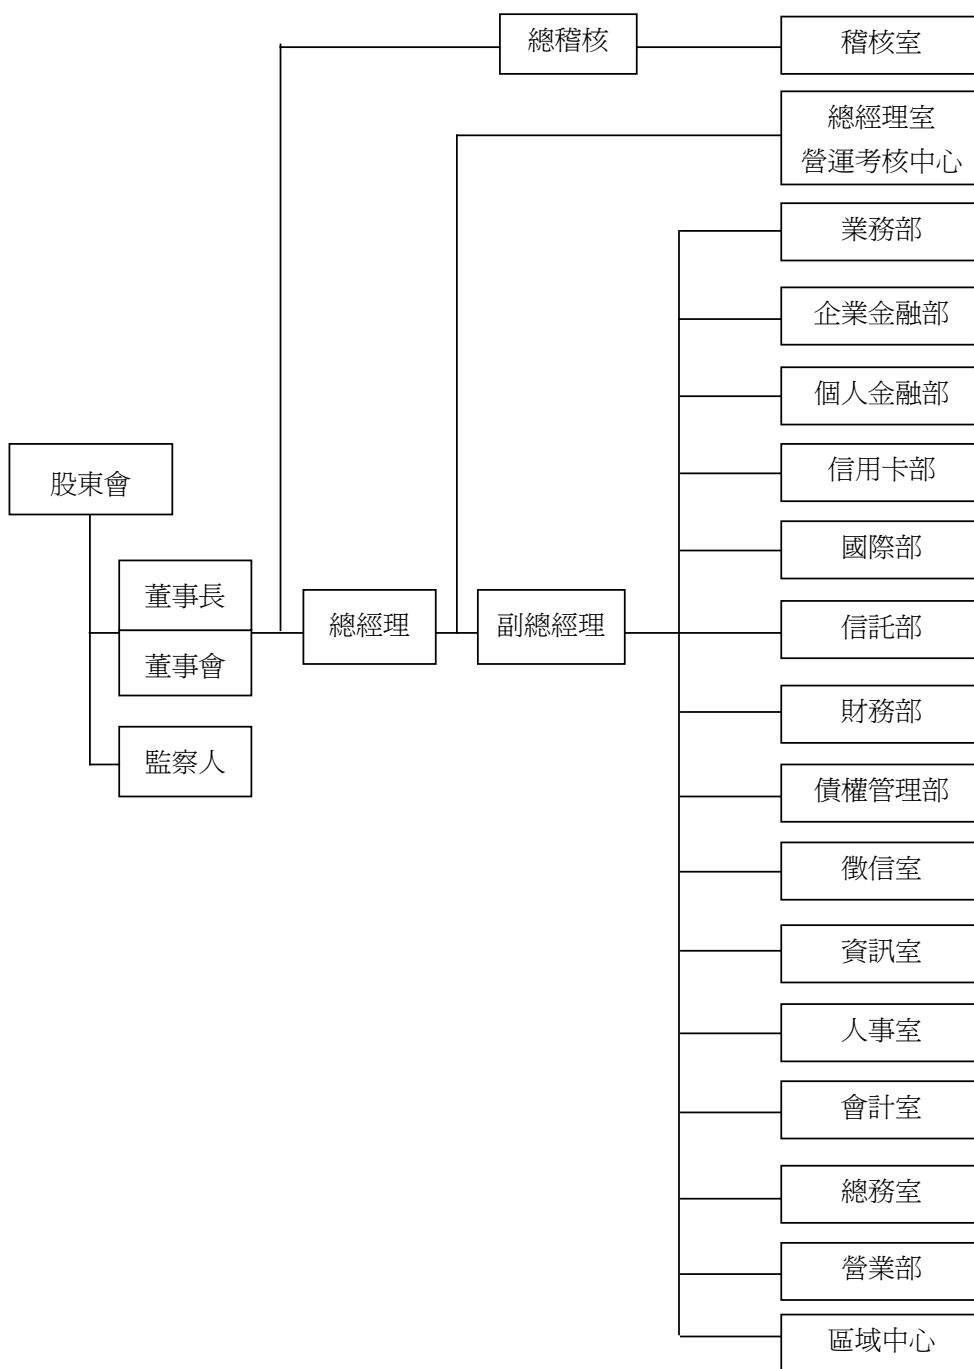 總稽核
稽核室
總經理室
營運考核中心
業務部
企業金融部
個人金融部
信用卡部
股東會
國際部
董事長
董事會
總經理
副總經理
信託部
監察人
財務部
債權管理部
徵信室
資訊室
人事室
會計室
總務室
營業部
區域中心